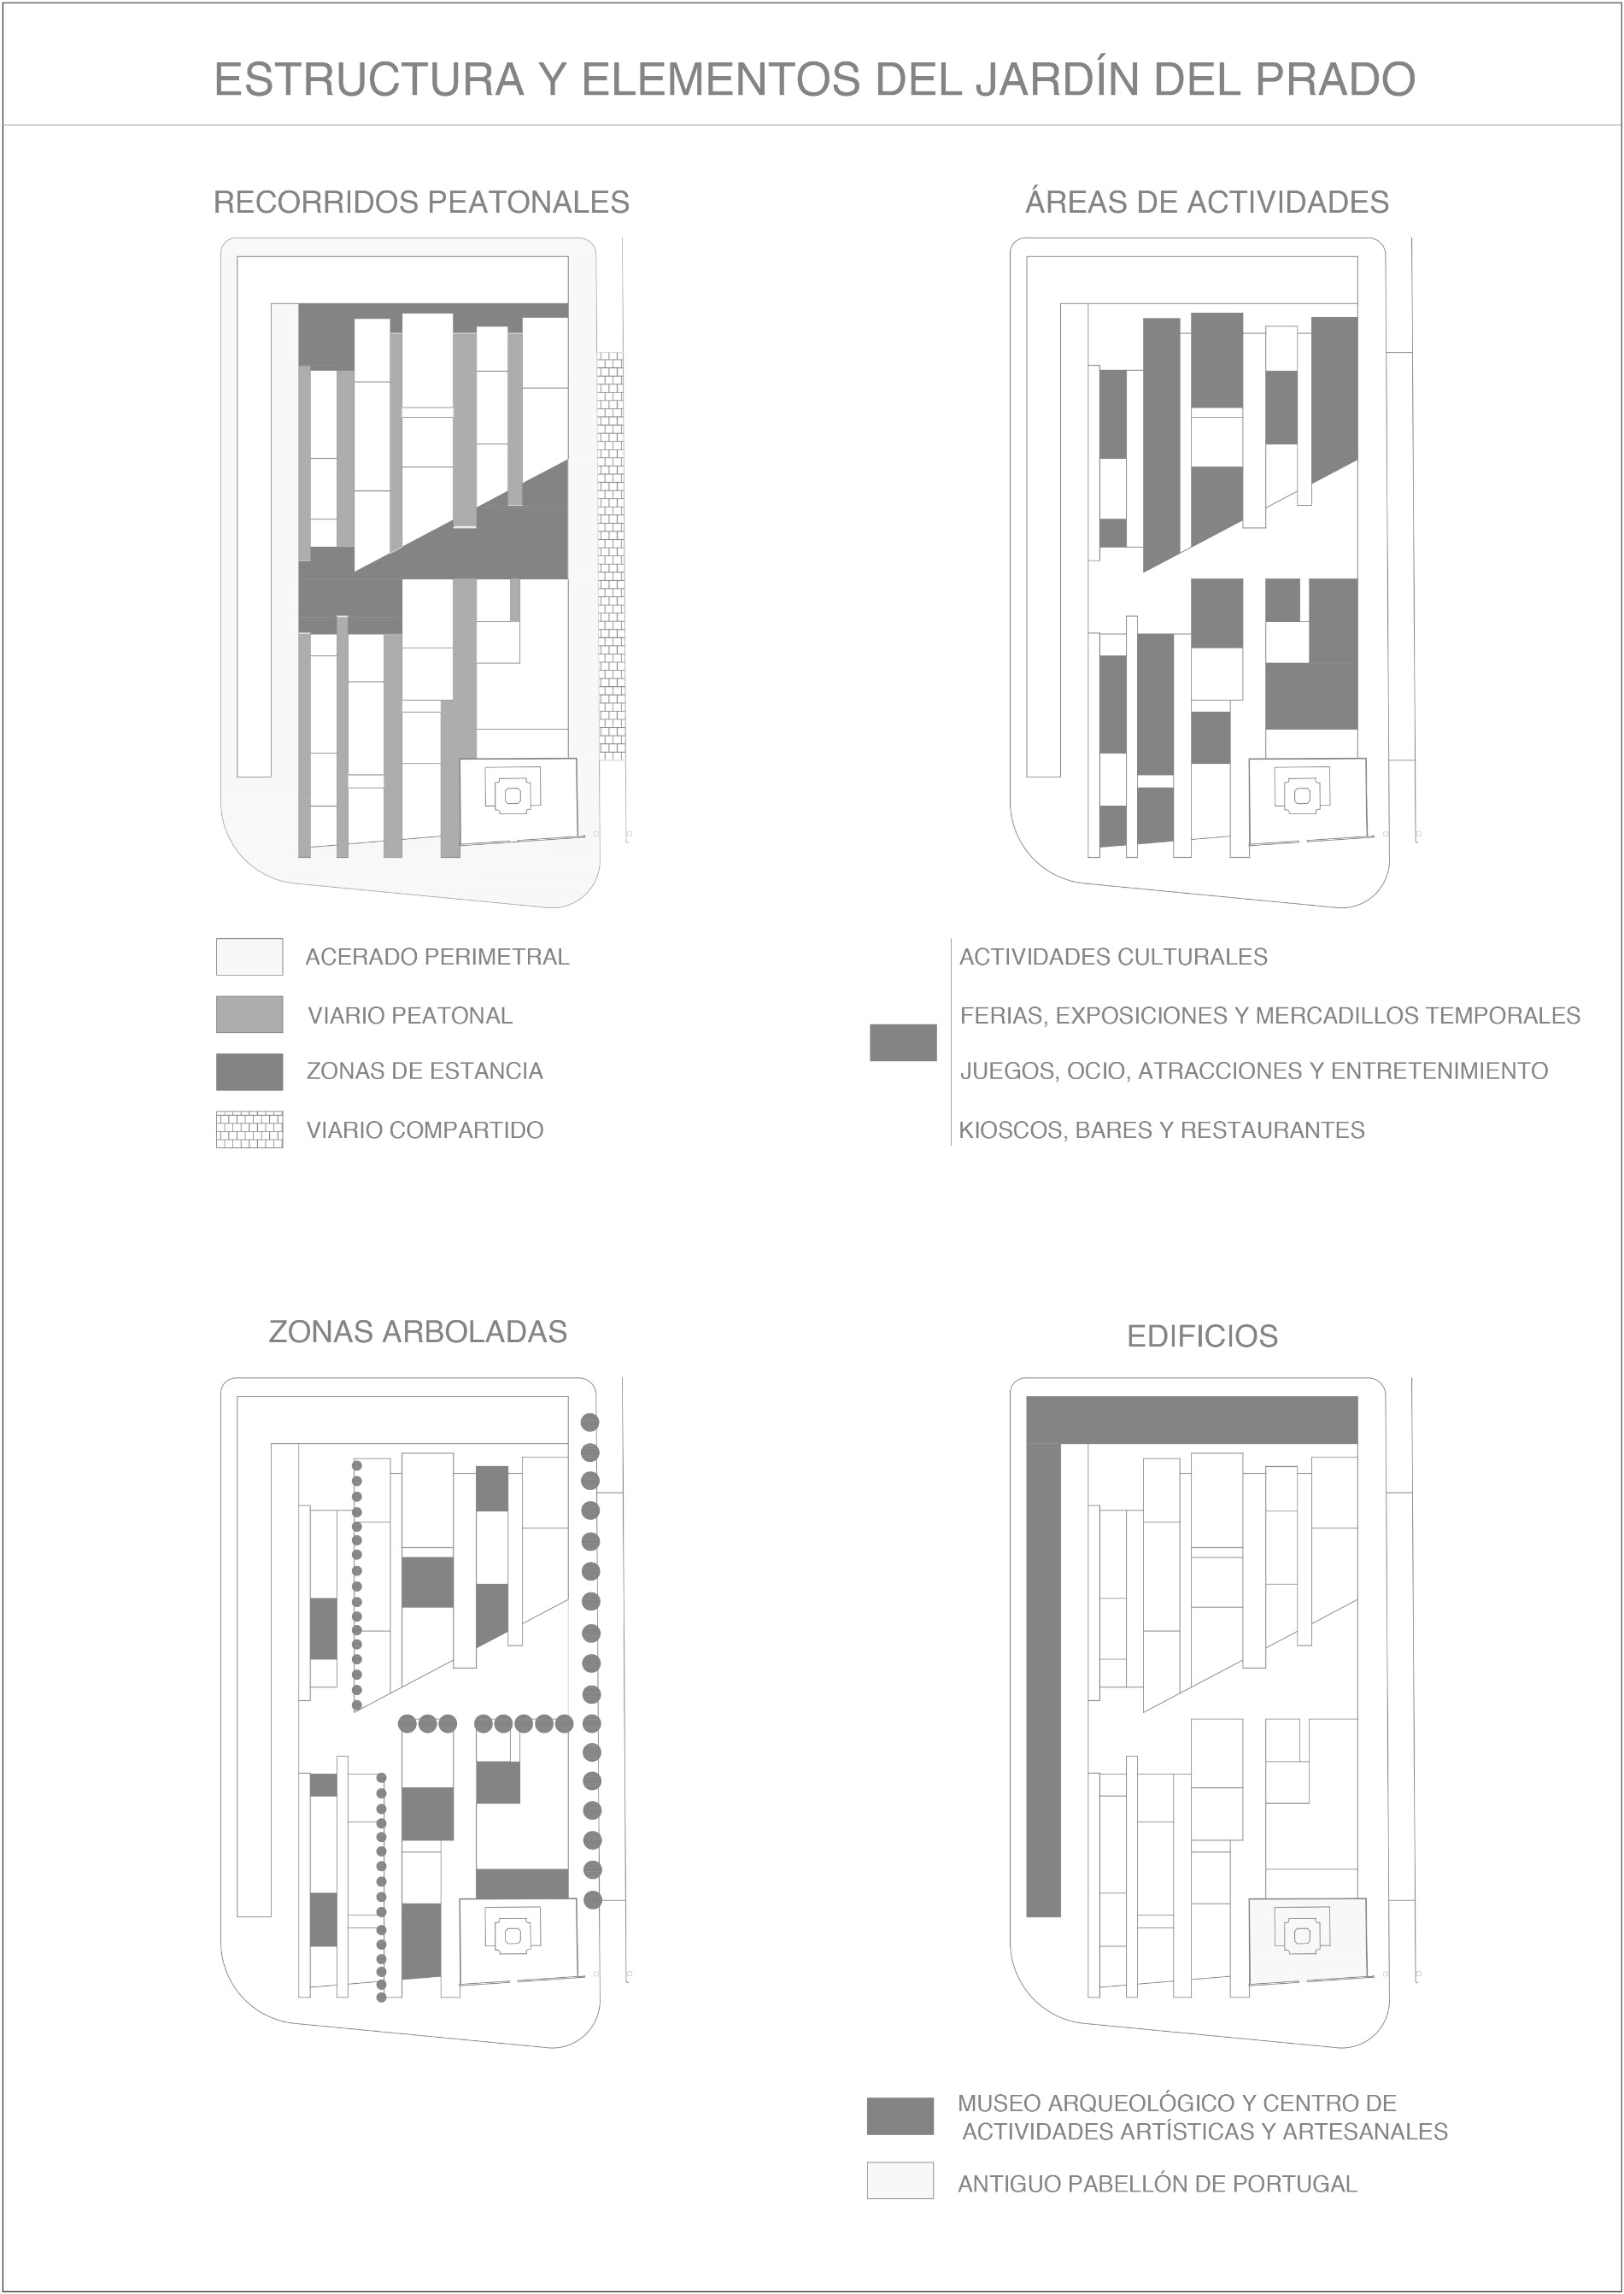 ESTRUCTURA Y ELEMENTOS DEL JARDÍN DEL PRADO
RECORRIDOS PEATONALES
ACERADO PERIMETRAL
VIARIO PEATONAL
ZONAS DE ESTANCIA
VIARIO COMPARTIDO
ÁREAS DE ACTIVIDADES
ACTIVIDADES CULTURALES
FERIAS, EXPOSICIONES Y MERCADILLOS TEMPORALES
JUEGOS, OCIO, ATRACCIONES Y ENTRETENIMIENTO
KIOSCOS, BARES Y RESTAURANTES
ZONAS ARBOLADAS
EDIFICIOS
MUSEO ARQUEOLÓGICO Y CENTRO DE
ACTIVIDADES ARTÍSTICAS Y ARTESANALES
ANTIGUO PABELLÓN DE PORTUGAL